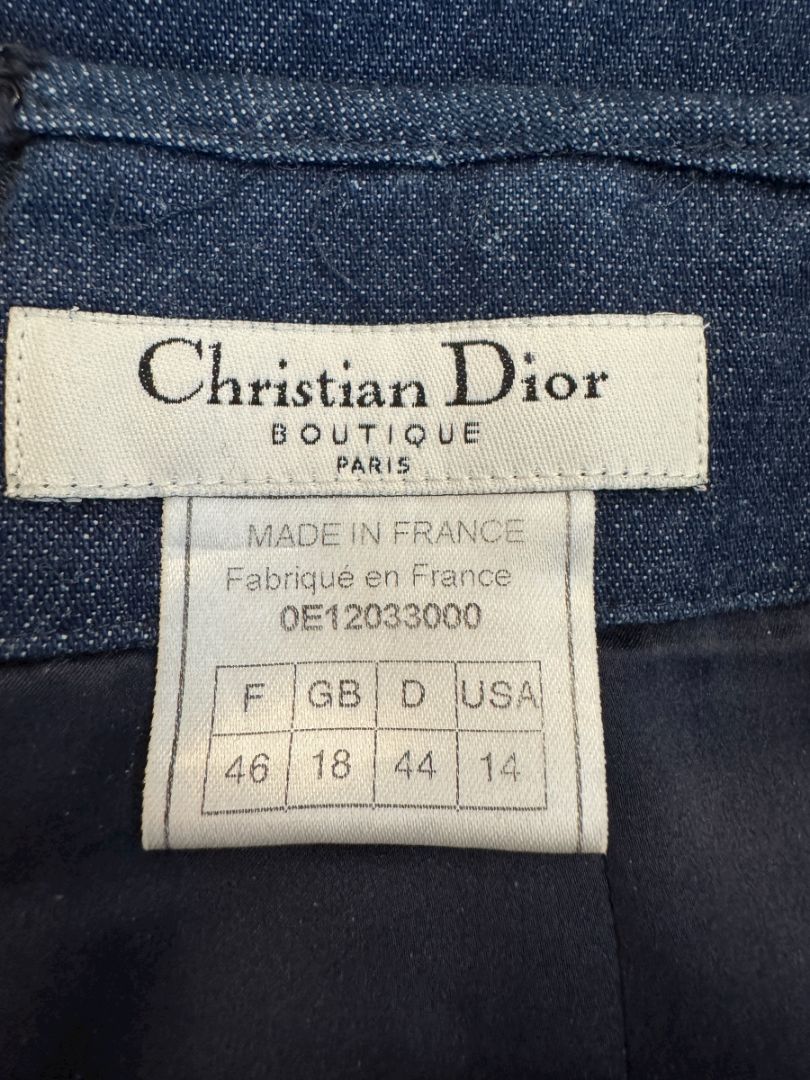 Christian Dior
BOUTIQUE
PARIS
MADE IN FRANCE
Fabriqué en France
0E12033000
F GB D USA
46 18 44 14